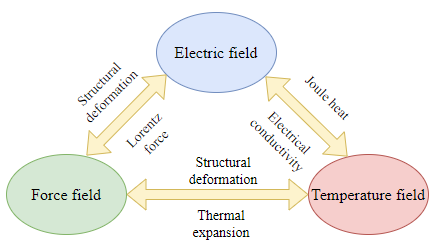 Electric field
Structural
deformation
Lorentz
force
Joule heat
Electrical
conductivity
Structural
deformation
Force field
Temperature field
Thermal
expansion